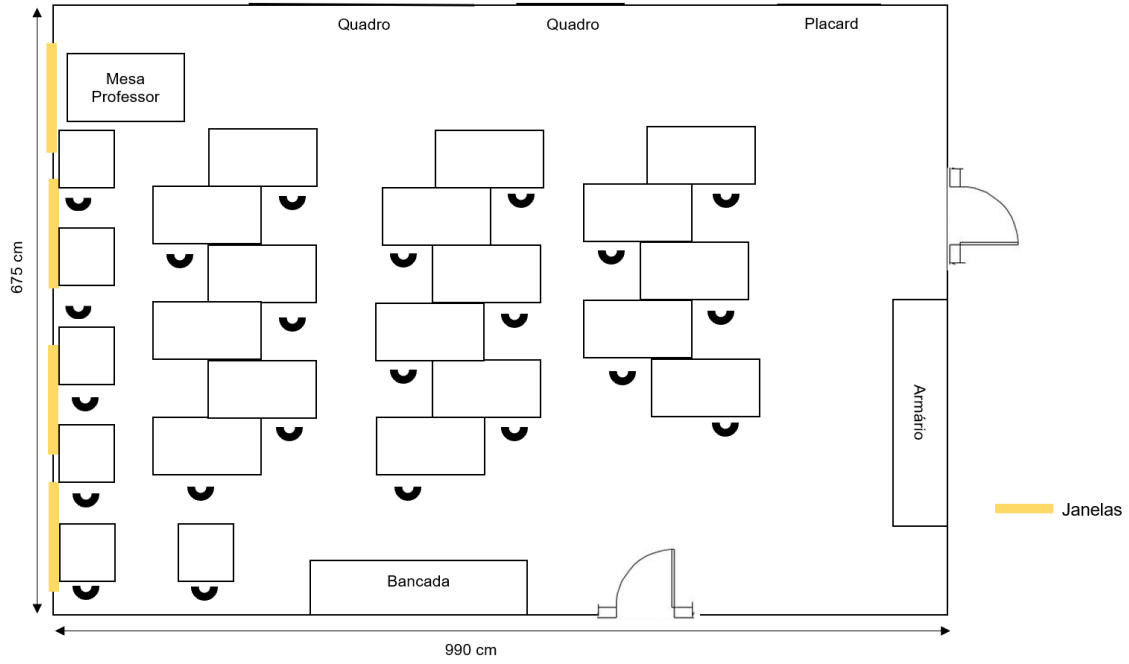 Quadro
Quadro
Placard
Mesa
Professor
675 cm
Armário
Janelas
Bancada
990 cm